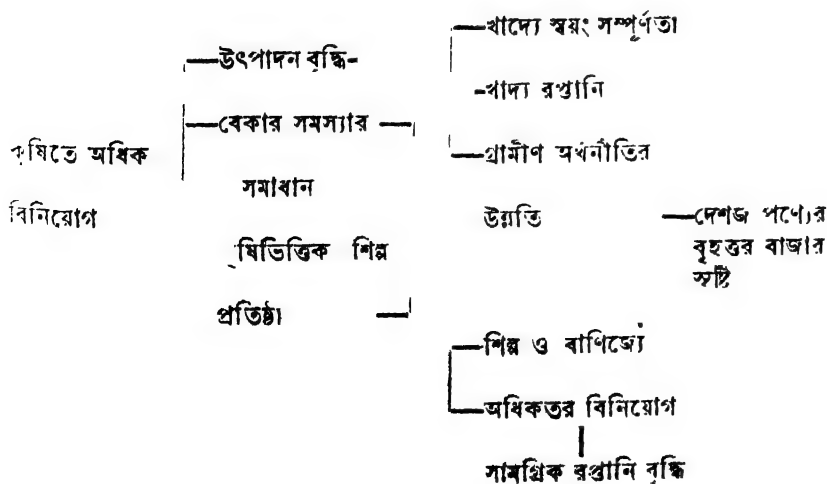 —খাদ্যে স্বয়ং সম্পূর্ণতা
—উৎপাদন বৃদ্ধি-
-খাদ্য রপ্তানি
—বেকার সমস্যার —
—গ্রামীণ অর্থনীতির
কৃষিতে অধিক
সমাধান
উন্নতি —দেশজ পণ্যের
বিনিয়োগ
বৃহত্তর বাজার
ষিভিত্তিক শিল্প
সৃষ্টি
প্রতিষ্ঠা —
—শিল্প ও বাণিজ্যে
—অধিকতর বিনিয়োগ
সামগ্রিক রপ্তানি বৃদ্ধি